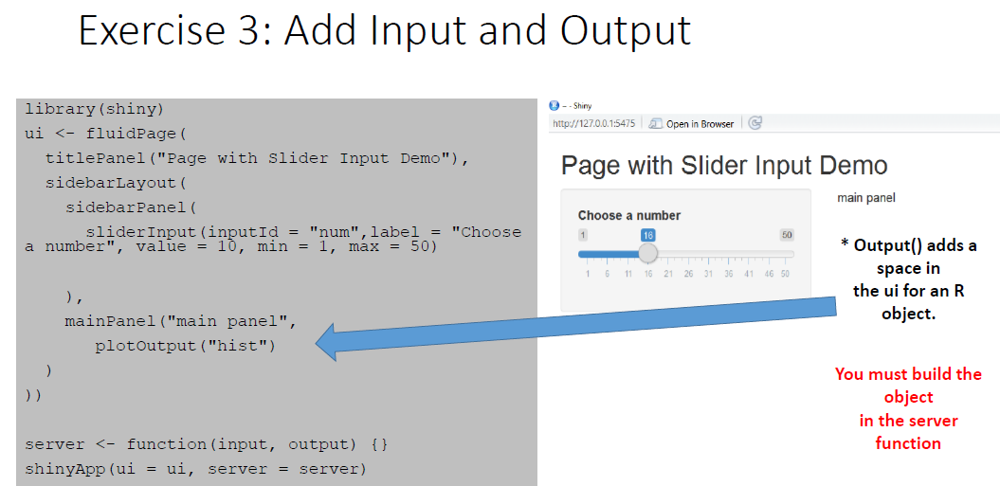 Exercise 3: Add Input and Output
library(shiny)
ui <- fluidPage(
titlePanel("Page with Slider Input Demo"),
sidebarLayout(
sidebarPanel(
sliderInput(inputId = "num",label = "Choose
a number", value = 10, min = 1, max = 50)
),
mainPanel("main panel",
plotOutput("hist")
)
))
server <- function(input, output) {}
shinyApp(ui = ui, server = server)
~ - Shiny
http://127.0.0.1:5475 Open in Browser
Page with Slider Input Demo
Choose a number
1 16 50
1 6 11 16 21 26 31 36 41 46 50
main panel
* Output() adds a
space in
the ui for an R
object.
You must build the
object
in the server
function